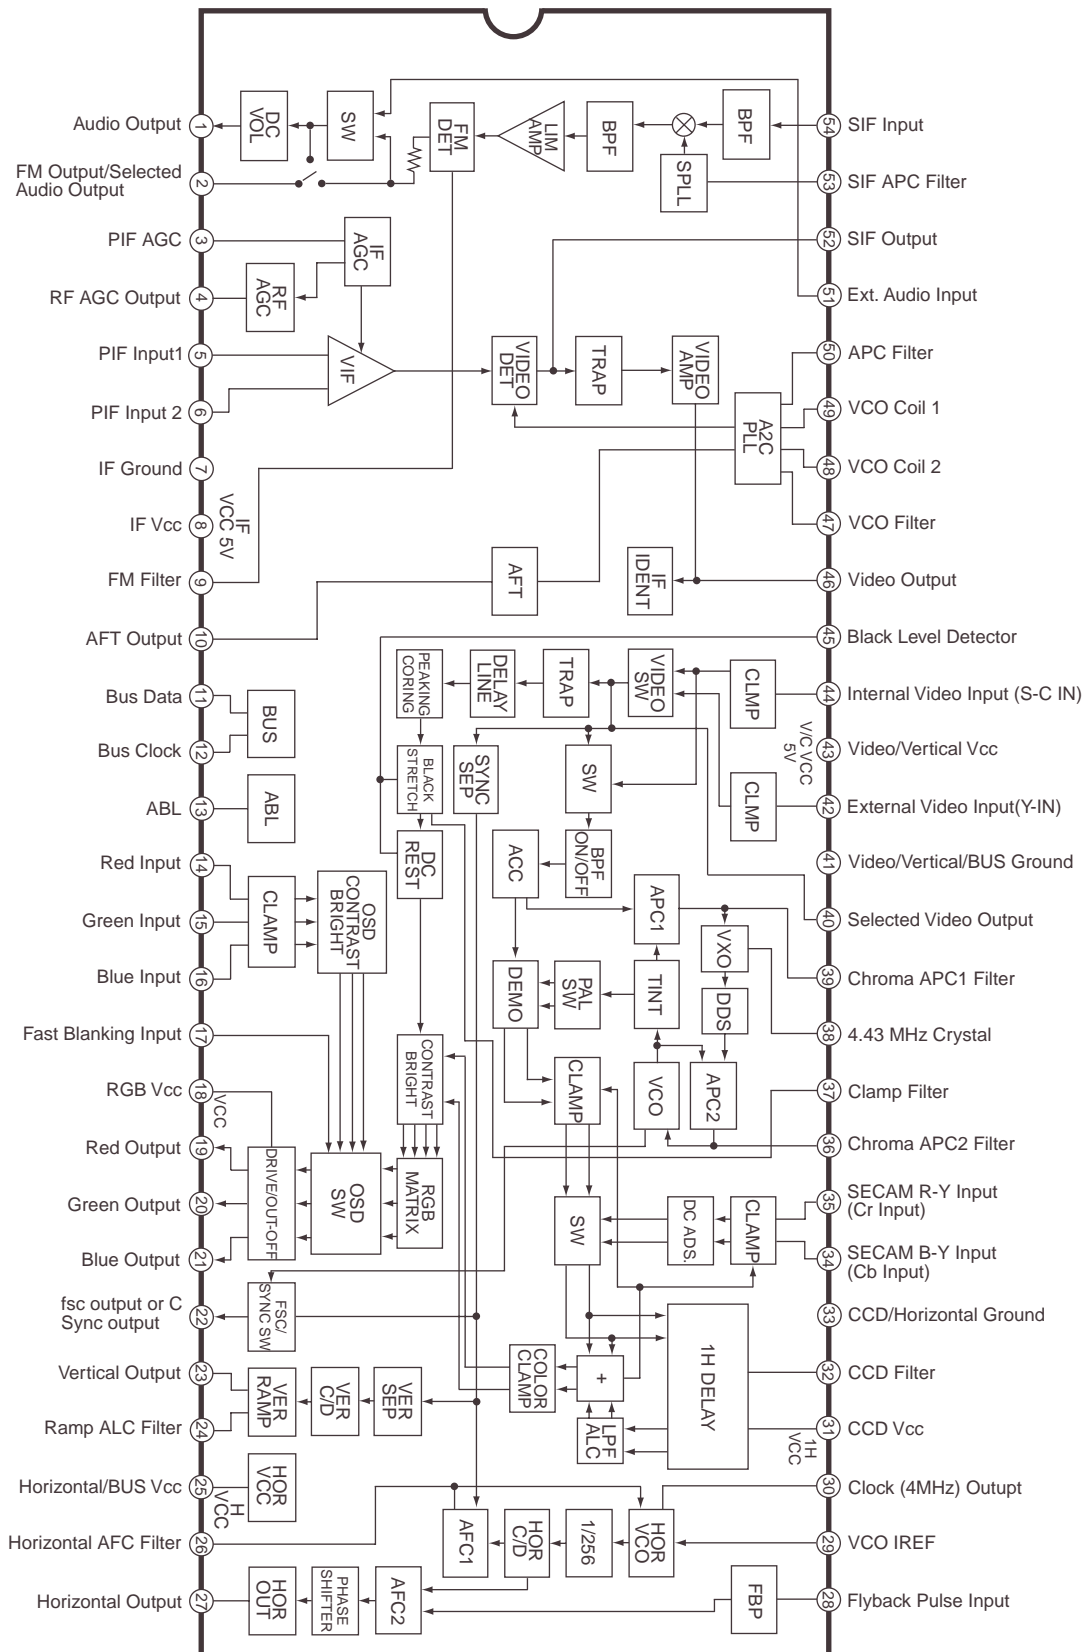 Audio Output
1
FM Output/Selected
Audio Output
2
PIF AGC
3
RF AGC Output
4
PIF Input1
5
PIF Input 2
6
IF Ground
7
IF Vcc
8
IF
VCC 5V
FM Filter
9
AFT Output
10
Bus Data
11
Bus Clock
12
ABL
13
Red Input
14
Green Input
15
Blue Input
16
Fast Blanking Input
17
RGB Vcc
18
VCC
Red Output
19
Green Output
20
Blue Output
21
fsc output or C
Sync output
22
Vertical Output
23
Ramp ALC Filter
24
Horizontal/BUS Vcc
25
H
VCC
Horizontal AFC Filter
26
Horizontal Output
27
DC
VOL
SW
FM
DET
LIM
AMP
BPF
BPF
SPLL
IF
AGC
RF
AGC
VIF
VIDEO
DET
TRAP
VIDEO
AMP
A2C
PLL
AFT
IF
IDENT
BUS
ABL
PEAKING
CORING
DELAY
LINE
TRAP
VIDEO
SW
CLMP
BLACK
STRETCH
SYNC
SEP
SW
CLMP
DC
REST
ACC
BPF
ON/OFF
CLAMP
OSD
CONTRAST
BRIGHT
APC1
VXO
DEMO
PAL
SW
TINT
DDS
CONTRAST
BRIGHT
CLAMP
VCO
APC2
DRIVE/OUT-OFF
OSD
SW
RGB
MATRIX
SW
DC ADS.
CLAMP
FSC/
SYNC SW
1H DELAY
COLOR
CLAMP
+
LPF
ALC
VER
RAMP
VER
C/D
VER
SEP
HOR
VCC
AFC1
HOR
C/D
1/256
HOR
VCO
HOR
OUT
PHASE
SHIFTER
AFC2
FBP
54
SIF Input
53
SIF APC Filter
52
SIF Output
51
Ext. Audio Input
50
APC Filter
49
VCO Coil 1
48
VCO Coil 2
47
VCO Filter
46
Video Output
45
Black Level Detector
44
Internal Video Input (S-C IN)
43
Video/Vertical Vcc
V/C VCC
5V
42
External Video Input(Y-IN)
41
Video/Vertical/BUS Ground
40
Selected Video Output
39
Chroma APC1 Filter
38
4.43 MHz Crystal
37
Clamp Filter
36
Chroma APC2 Filter
35
SECAM R-Y Input
(Cr Input)
34
SECAM B-Y Input
(Cb Input)
33
CCD/Horizontal Ground
32
CCD Filter
31
CCD Vcc
1H
VCC
30
Clock (4MHz) Outupt
29
VCO IREF
28
Flyback Pulse Input